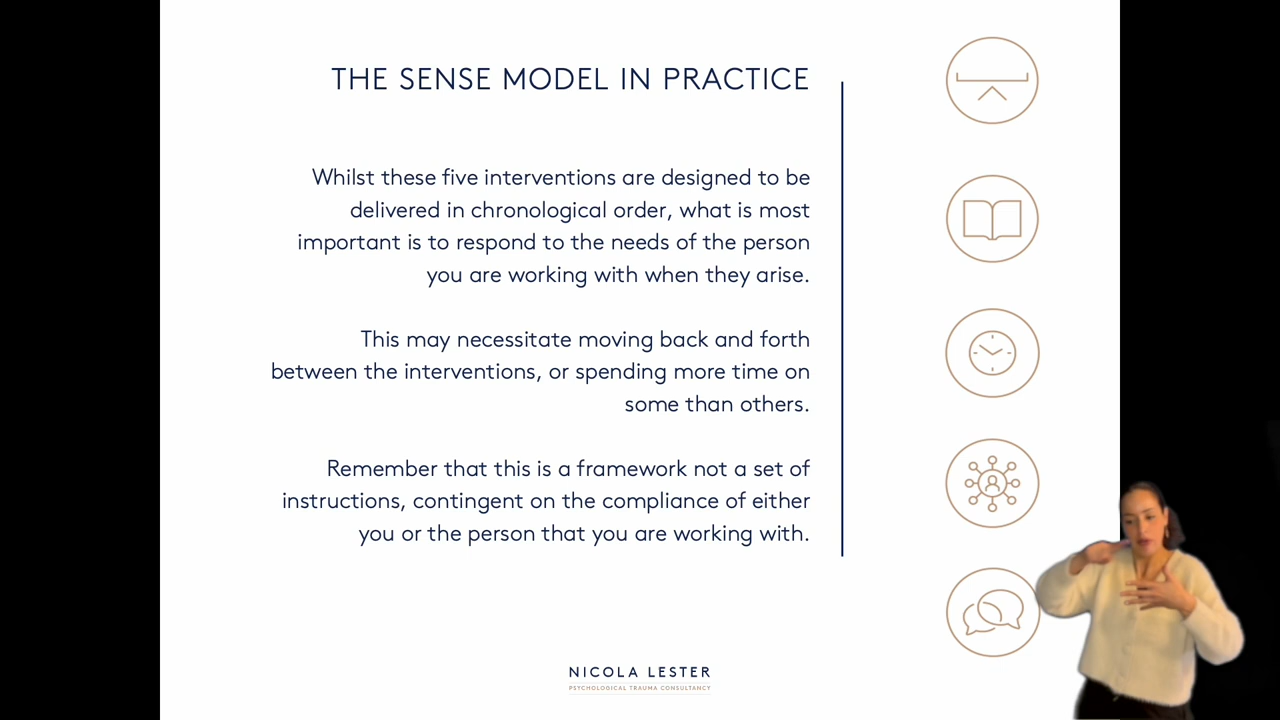 THE SENSE MODEL IN PRACTICE
Whilst these five interventions are designed to be
delivered in chronological order, what is most
important is to respond to the needs of the person
you are working with when they arise.
This may necessitate moving back and forth
between the interventions, or spending more time on
some than others.
Remember that this is a framework not a set of
instructions, contingent on the compliance of either
you or the person that you are working with.
NICOLA LESTER
PSYCHOLOGICAL TRAUMA CONSULTANCY